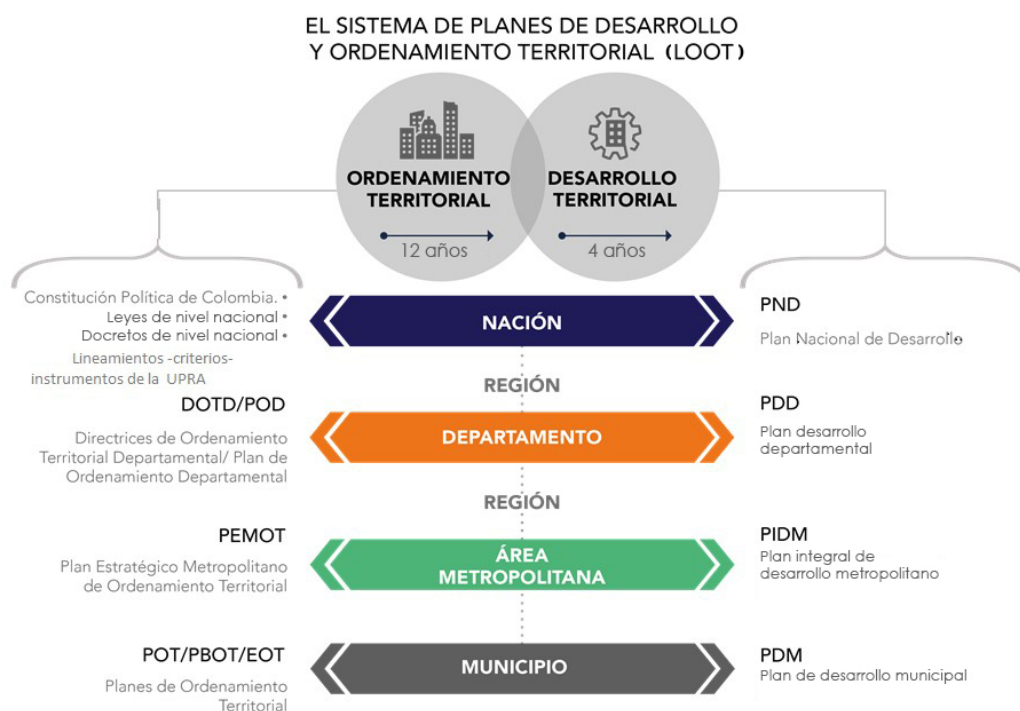 EL SISTEMA DE PLANES DE DESARROLLO
Y ORDENAMIENTO TERRITORIAL (LOOT)
ORDENAMIENTO
TERRITORIAL
12 años
DESARROLLO
TERRITORIAL
4 años
Constitución Política de Colombia. •
Leyes de nivel nacional •
Docretos de nivel nacional •
Lineamientos -criterios-
instrumentos de la UPRA
NACIÓN
PND
Plan Nacional de Desarrollo
REGIÓN
DOTD/POD
Directrices de Ordenamiento
Territorial Departamental/ Plan de
Ordenamiento Departamental
DEPARTAMENTO
PDD
Plan desarrollo
departamental
REGIÓN
PEMOT
Plan Estratégico Metropolitano
de Ordenamiento Territorial
ÁREA
METROPOLITANA
PIDM
Plan integral de
desarrollo metropolitano
POT/PBOT/EOT
Planes de Ordenamiento
Territorial
MUNICIPIO
PDM
Plan de desarrollo municipal